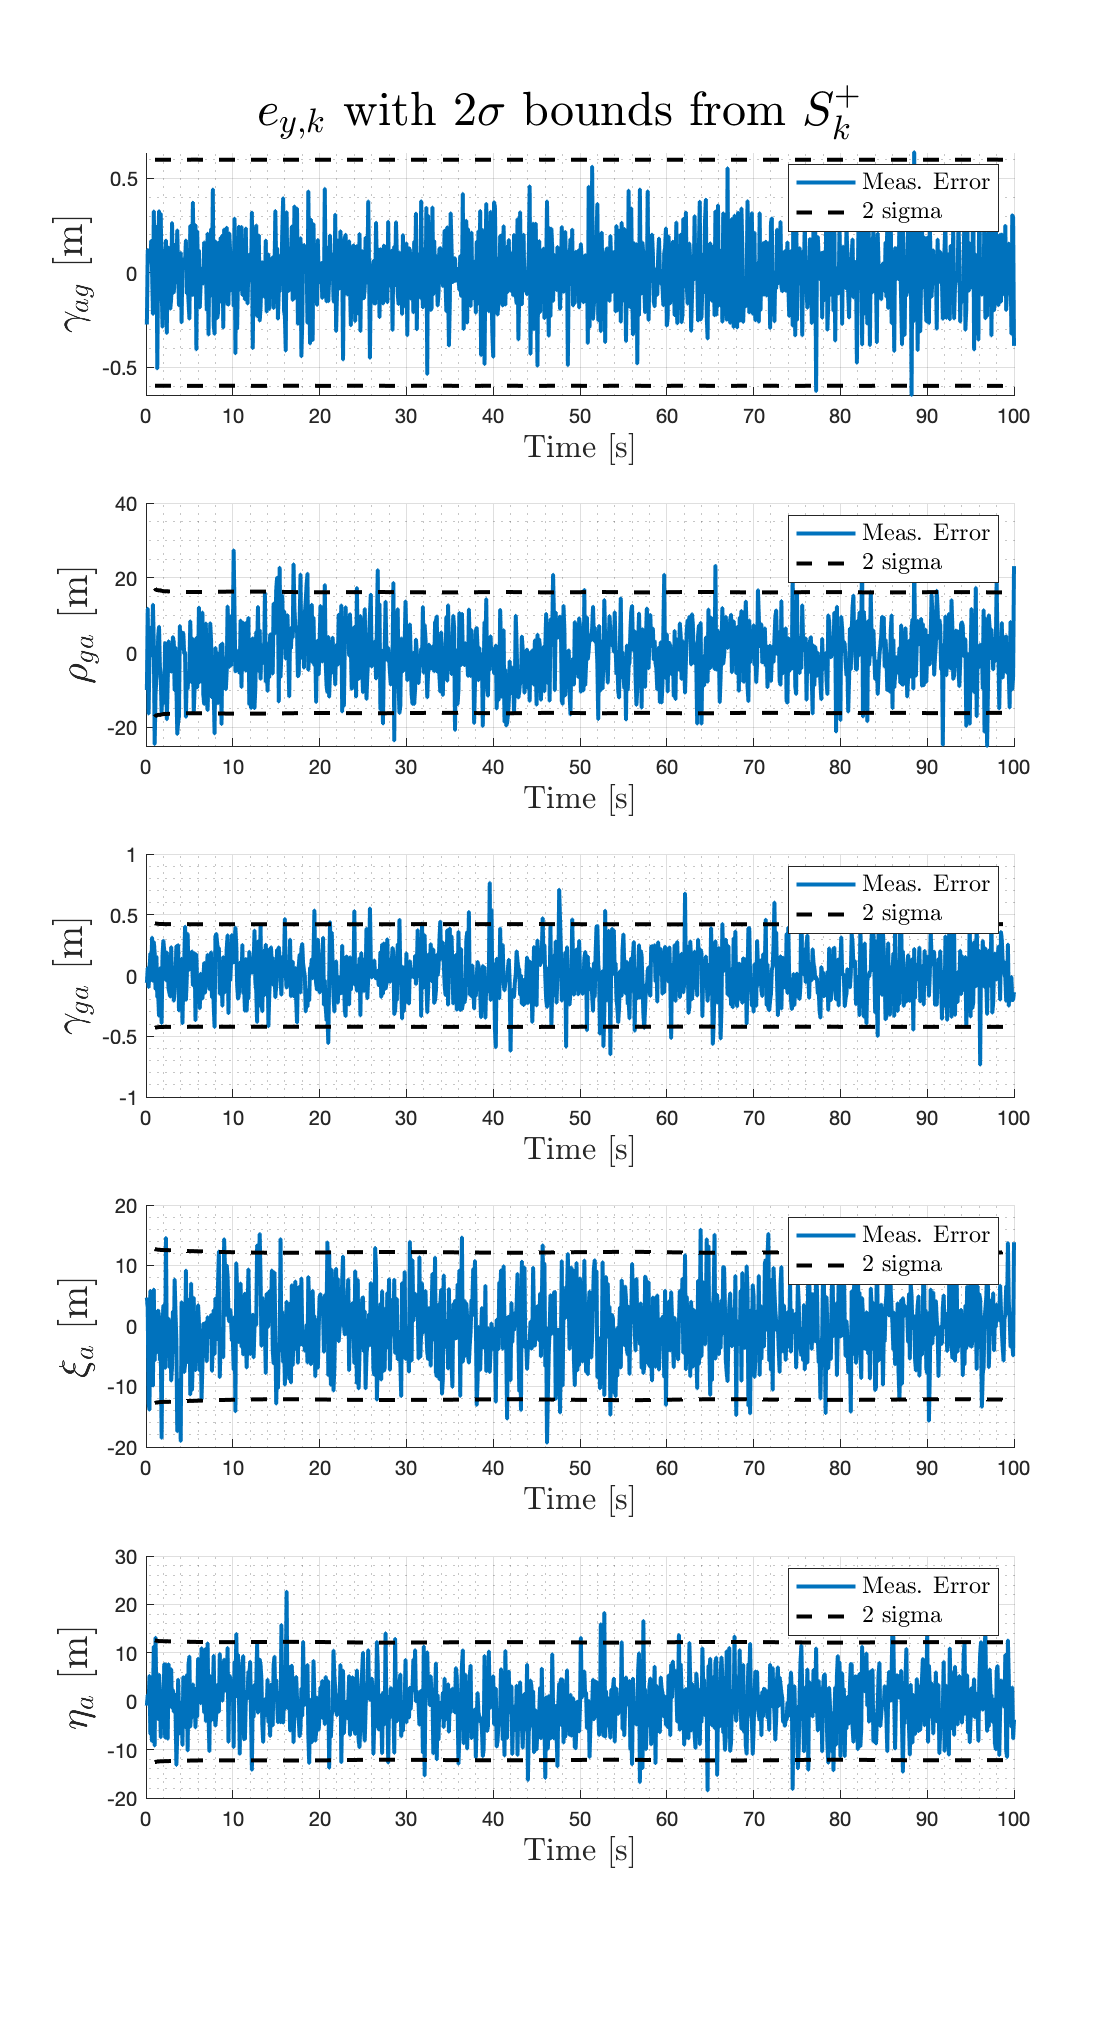 e_{y,k} with 2σ bounds from S_k^+
0.5
0
-0.5
γ_{ag} [m]
Meas. Error
2 sigma
0 10 20 30 40 50 60 70 80 90 100
Time [s]
40
20
0
-20
ρ_{ga} [m]
Meas. Error
2 sigma
0 10 20 30 40 50 60 70 80 90 100
Time [s]
1
0.5
0
-0.5
-1
γ_{ga} [m]
Meas. Error
2 sigma
0 10 20 30 40 50 60 70 80 90 100
Time [s]
20
10
0
-10
-20
ξ_a [m]
Meas. Error
2 sigma
0 10 20 30 40 50 60 70 80 90 100
Time [s]
30
20
10
0
-10
-20
η_a [m]
Meas. Error
2 sigma
0 10 20 30 40 50 60 70 80 90 100
Time [s]